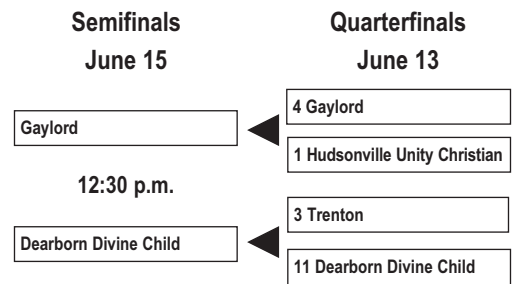 Semifinals
June 15
Quarterfinals
June 13
4 Gaylord
Gaylord
1 Hudsonville Unity Christian
12:30 p.m.
3 Trenton
Dearborn Divine Child
11 Dearborn Divine Child